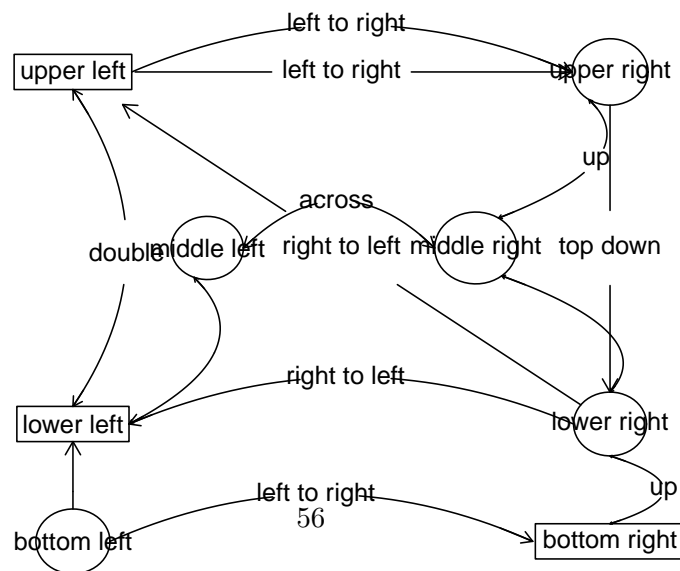 left to right
upper left
left to right
upper right
up
across
double
middle left
right to left
middle right
top down
right to left
lower left
lower right
left to right
up
56
bottom left
bottom right